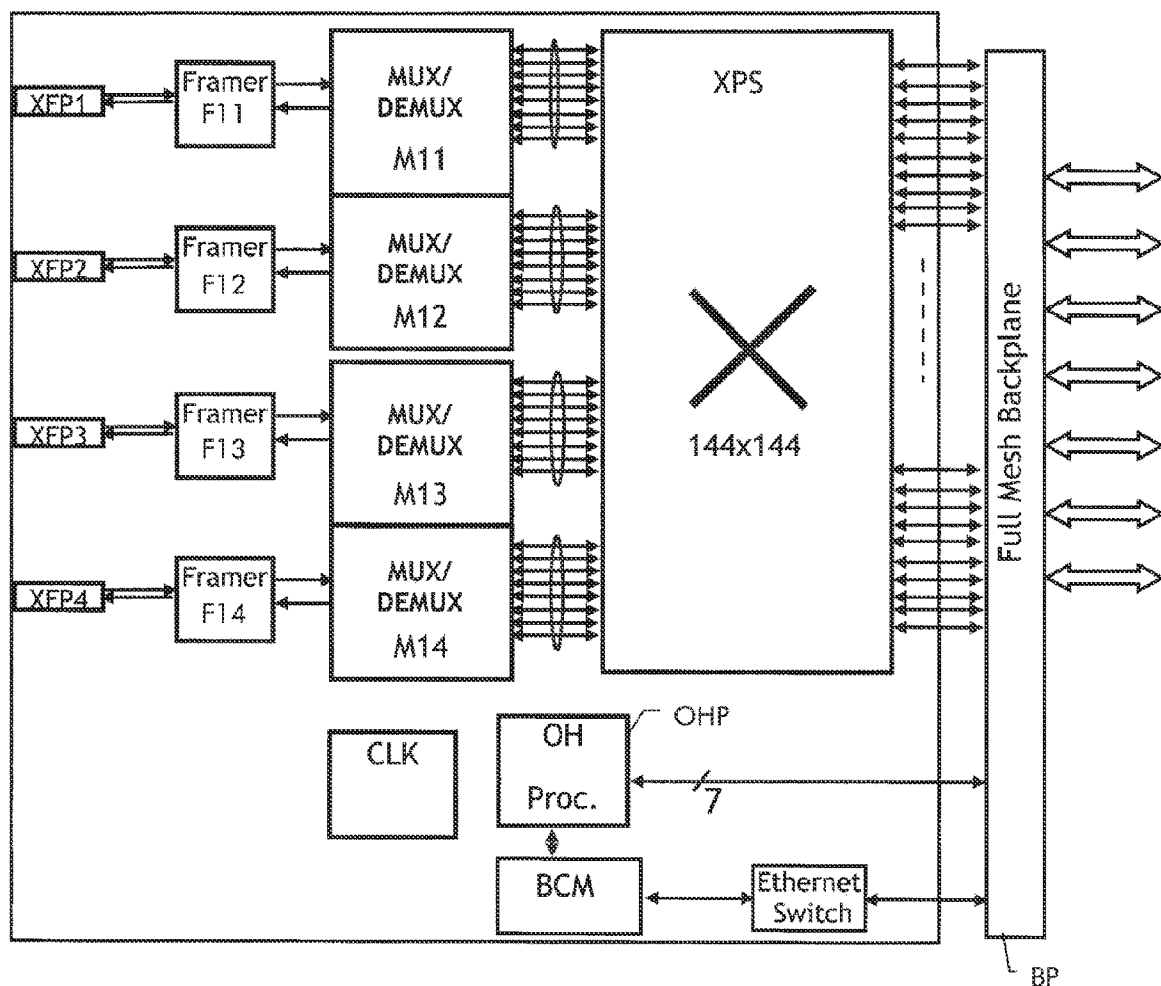 XFP1
Framer
F11
MUX/
DEMUX
M11
XPS
XFP2
Framer
F12
MUX/
DEMUX
M12
XFP3
Framer
F13
MUX/
DEMUX
M13
144x144
Full Mesh Backplane
XFP4
Framer
F14
MUX/
DEMUX
M14
CLK
OH
Proc.
OHP
7
BCM
Ethernet
Switch
BP